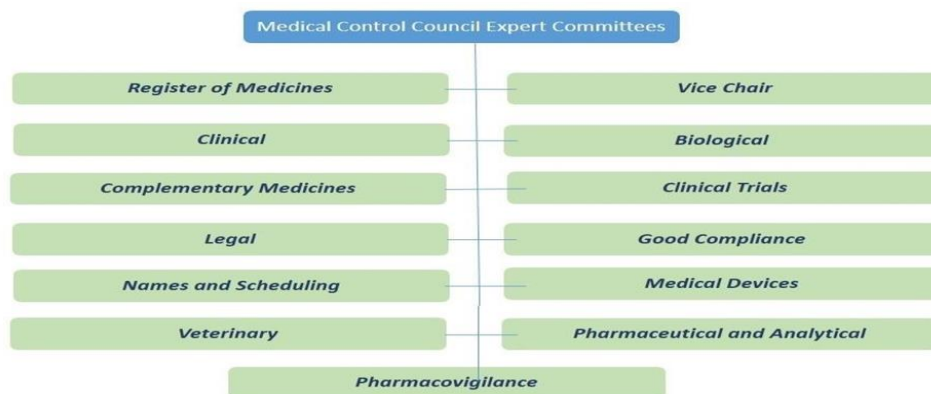 Medical Control Council Expert Committees
Register of Medicines
Vice Chair
Clinical
Biological
Complementary Medicines
Clinical Trials
Legal
Good Compliance
Names and Scheduling
Medical Devices
Veterinary
Pharmaceutical and Analytical
Pharmacovigilance